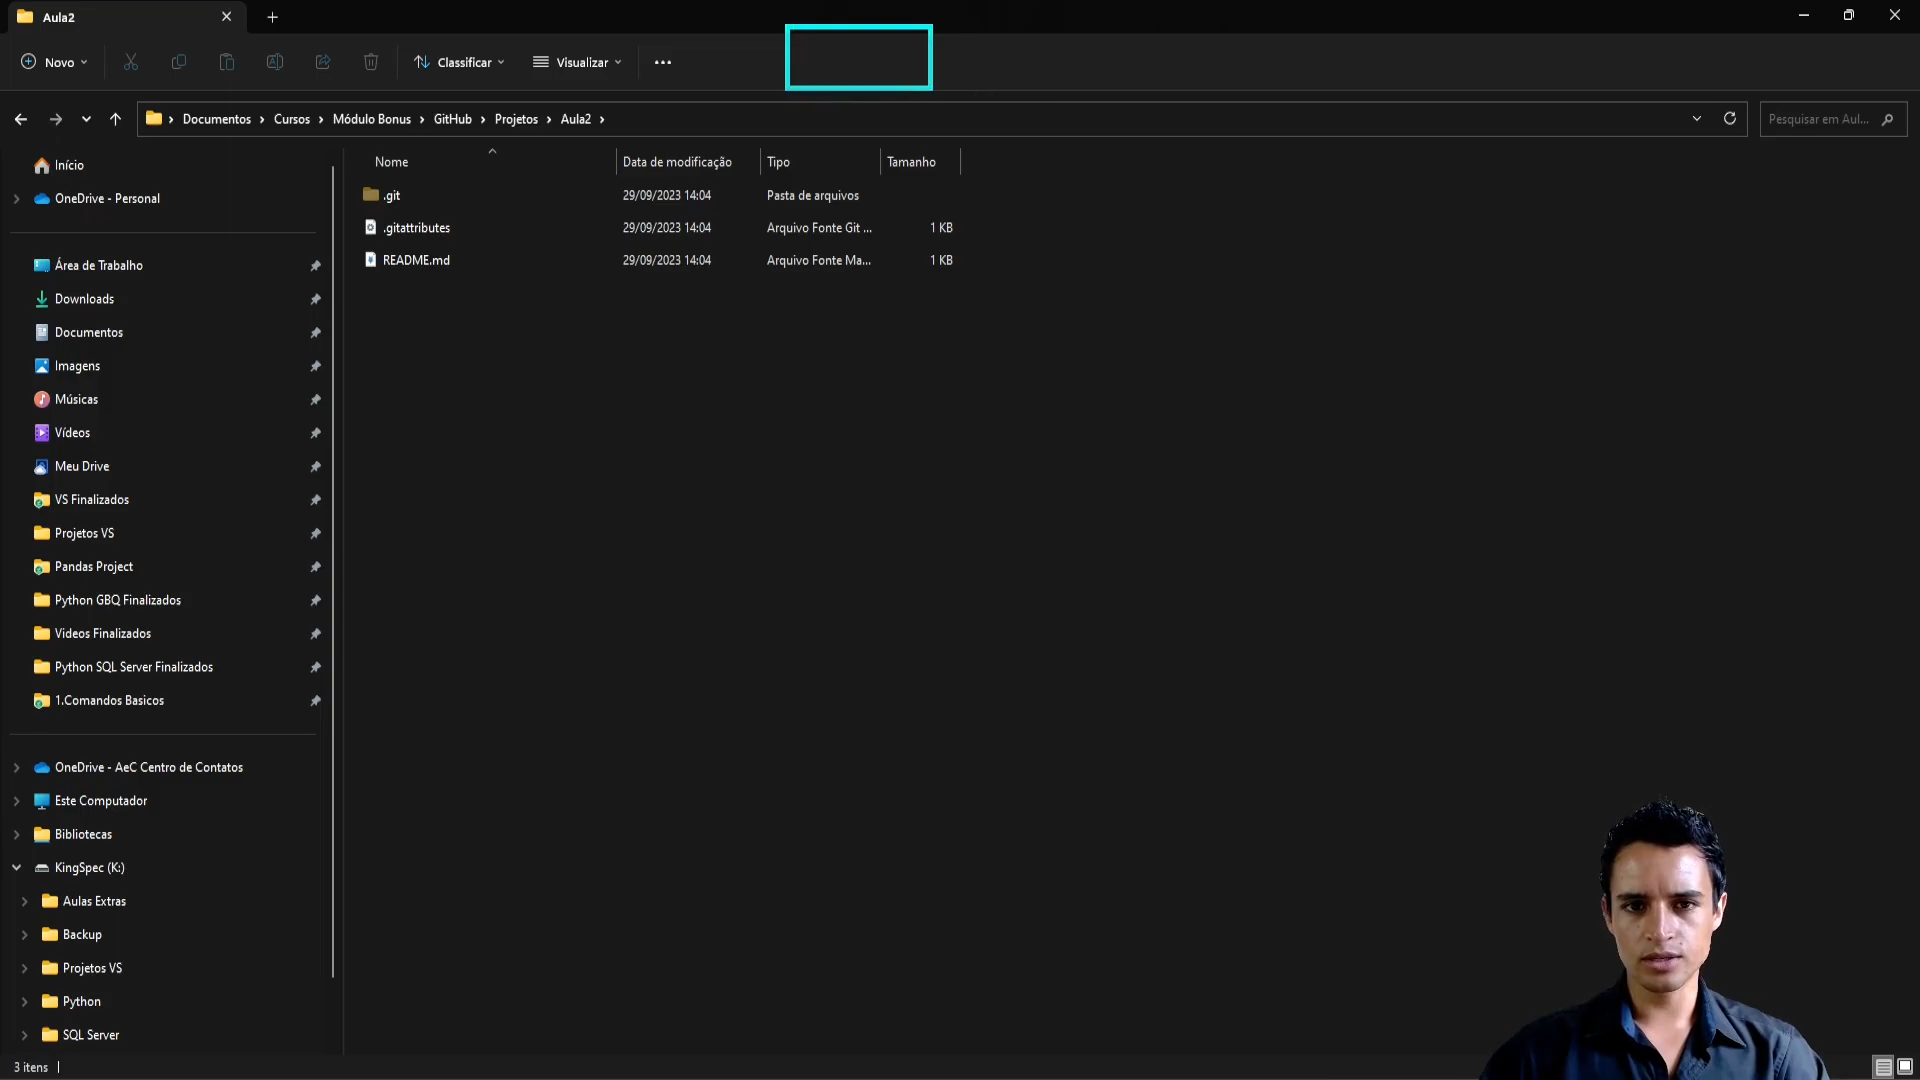 Aula2
Novo
Classificar
Visualizar
Documentos
Cursos
Módulo Bonus
GitHub
Projetos
Aula2
Pesquisar em Aul...
Nome
Data de modificação
Tipo
Tamanho
.git
29/09/2023 14:04
Pasta de arquivos
.gitattributes
29/09/2023 14:04
Arquivo Fonte Git ...
1 KB
README.md
29/09/2023 14:04
Arquivo Fonte Ma...
1 KB
Início
OneDrive - Personal
Área de Trabalho
Downloads
Documentos
Imagens
Músicas
Vídeos
Meu Drive
VS Finalizados
Projetos VS
Pandas Project
Python GBQ Finalizados
Videos Finalizados
Python SQL Server Finalizados
1.Comandos Basicos
OneDrive - AeC Centro de Contatos
Este Computador
Bibliotecas
KingSpec (K:)
Aulas Extras
Backup
Projetos VS
Python
SQL Server
3 itens